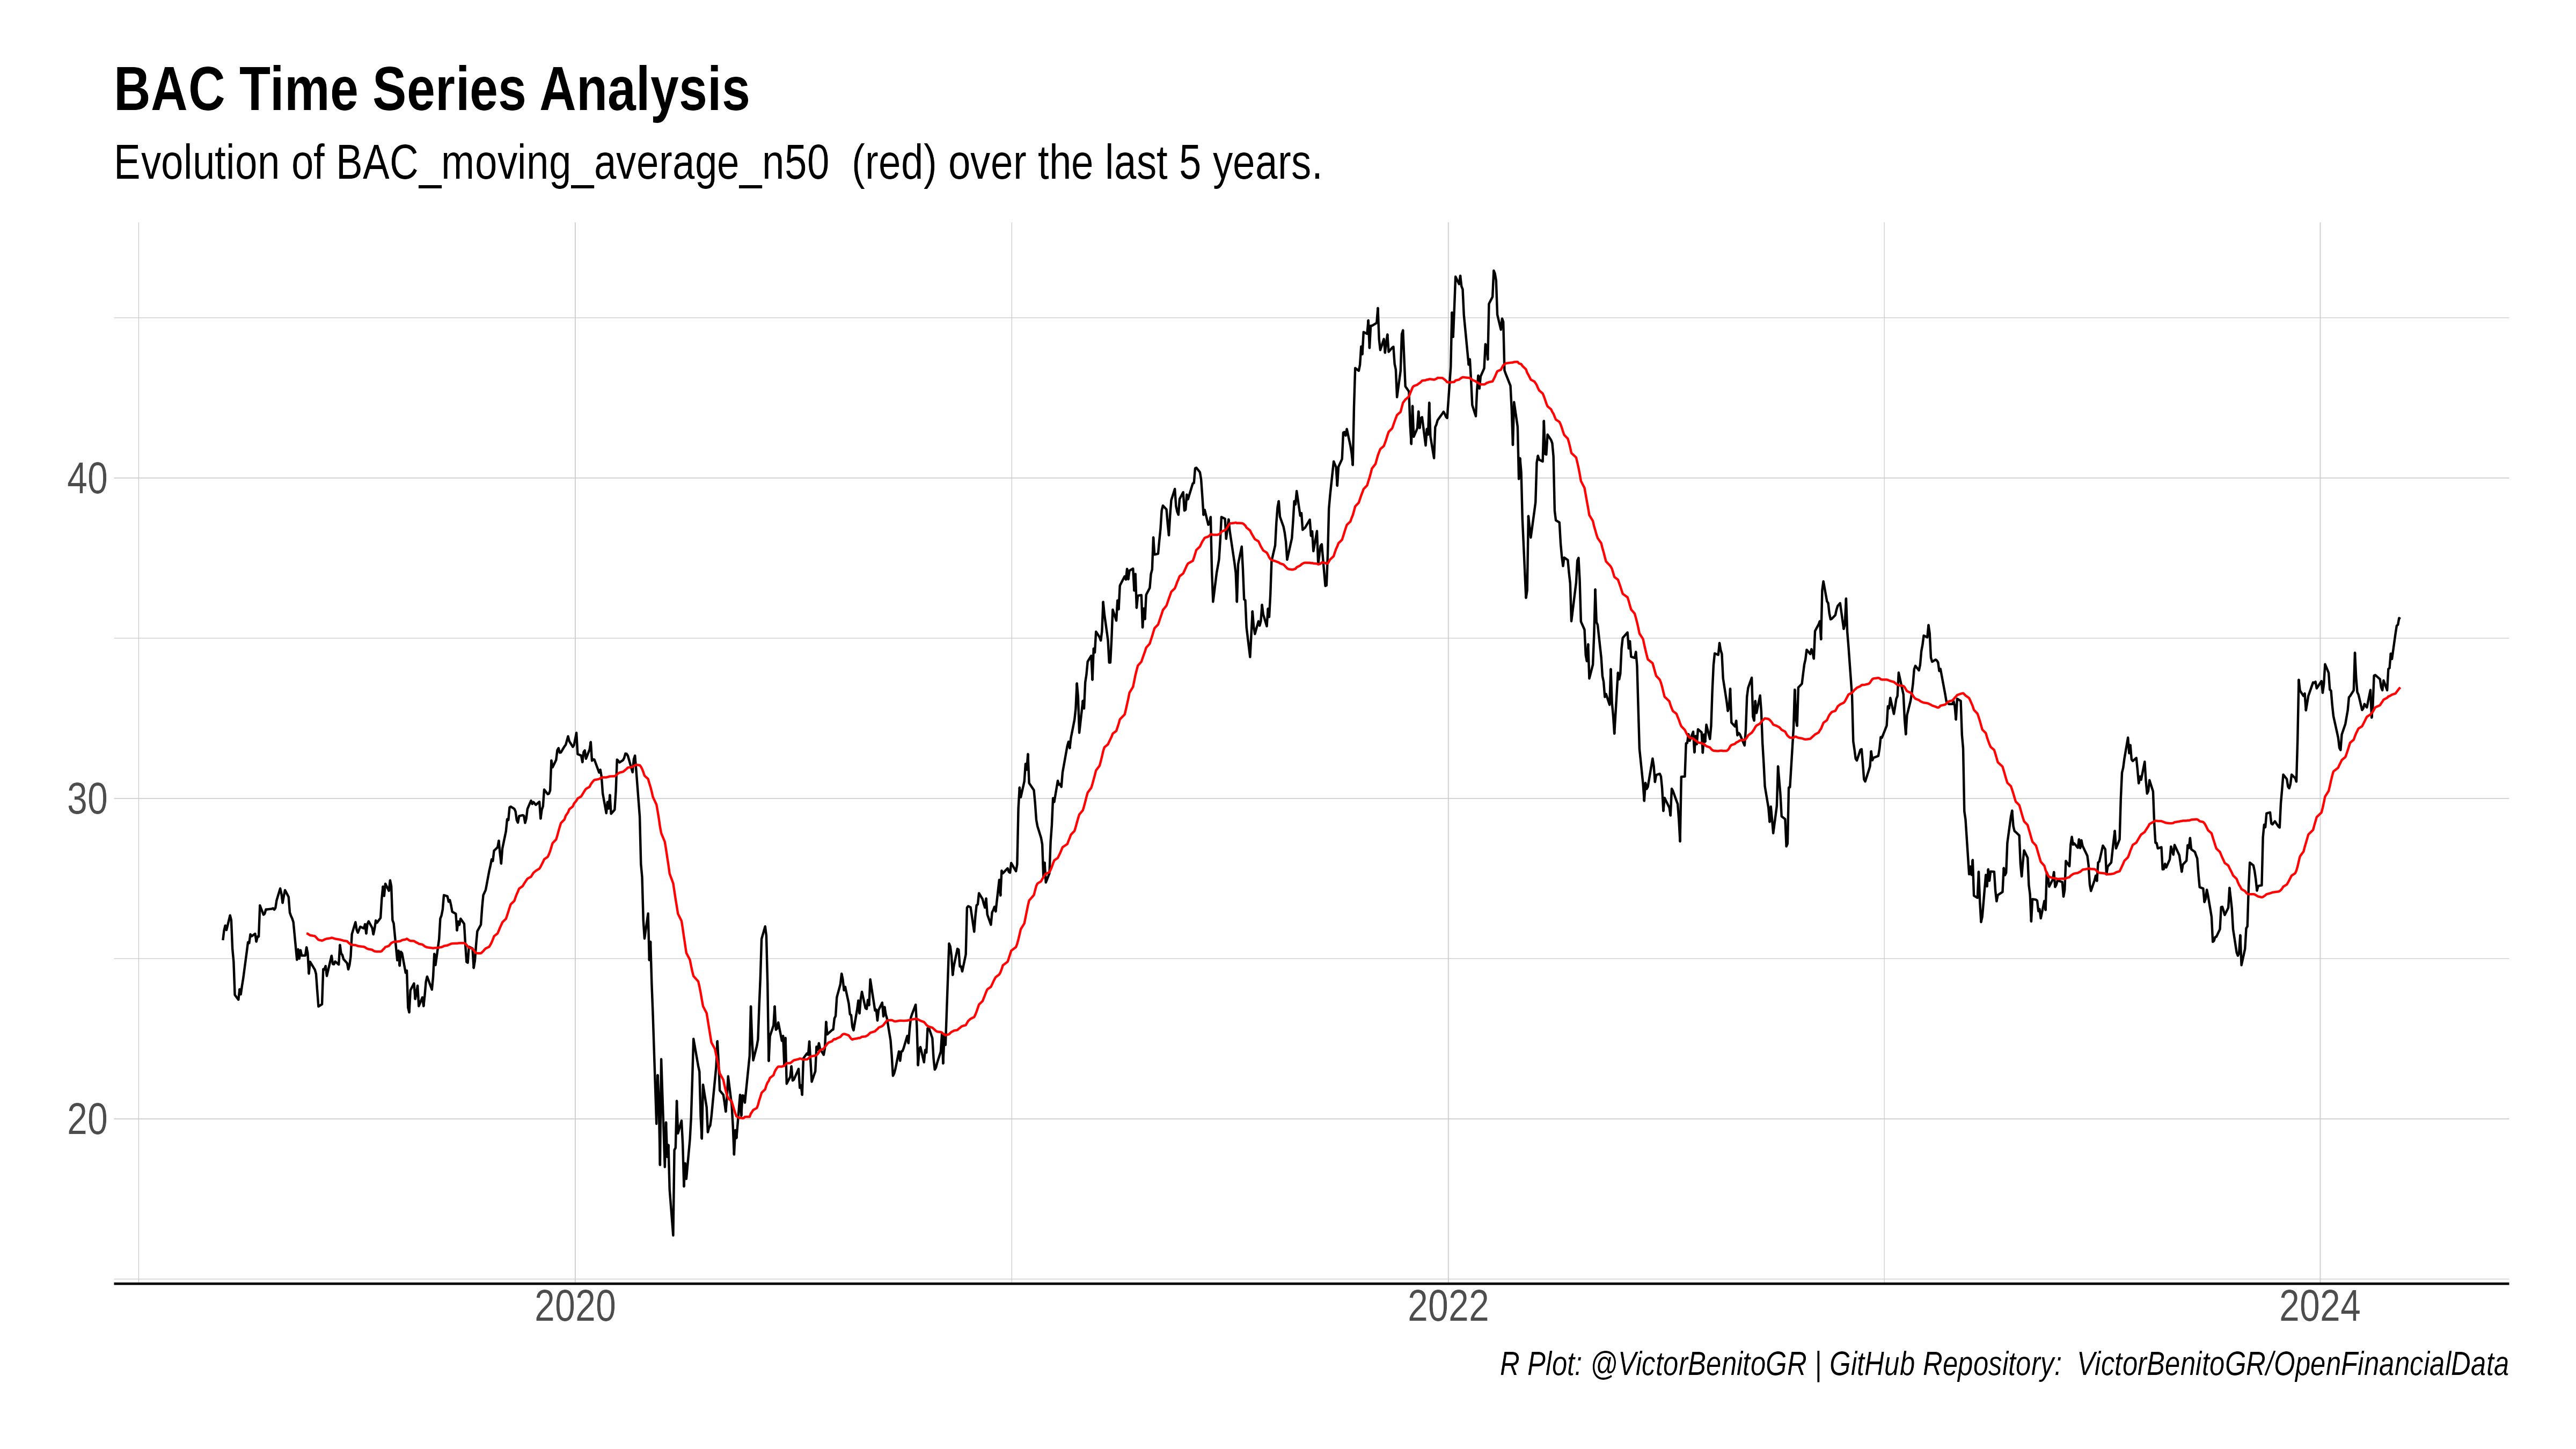 BAC Time Series Analysis
Evolution of BAC_moving_average_n50  (red) over the last 5 years.
40
30
20
2020 2022 2024
R Plot: @VictorBenitoGR | GitHub Repository:  VictorBenitoGR/OpenFinancialData